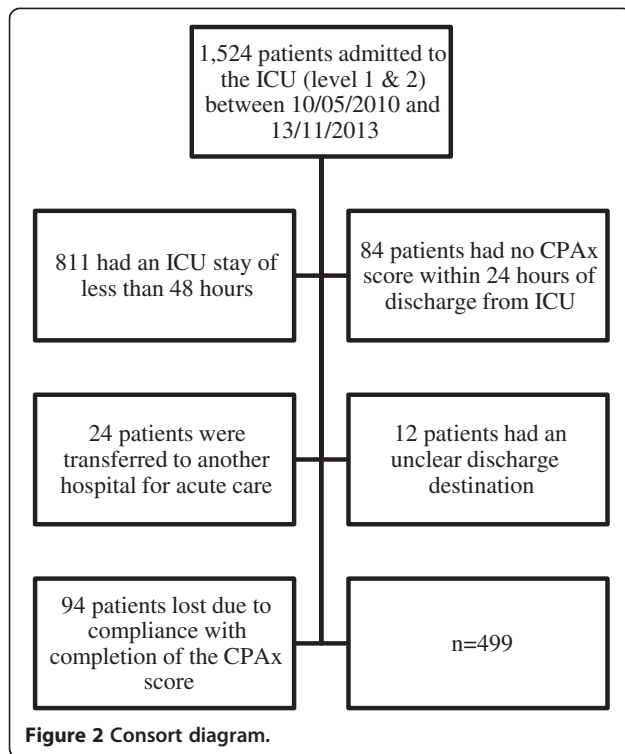 1,524 patients admitted to
the ICU (level 1 & 2)
between 10/05/2010 and
13/11/2013
811 had an ICU stay of
less than 48 hours
84 patients had no CPAx
score within 24 hours of
discharge from ICU
24 patients were
transferred to another
hospital for acute care
12 patients had an
unclear discharge
destination
94 patients lost due to
compliance with
completion of the CPAx
score
n=499
Figure 2 Consort diagram.